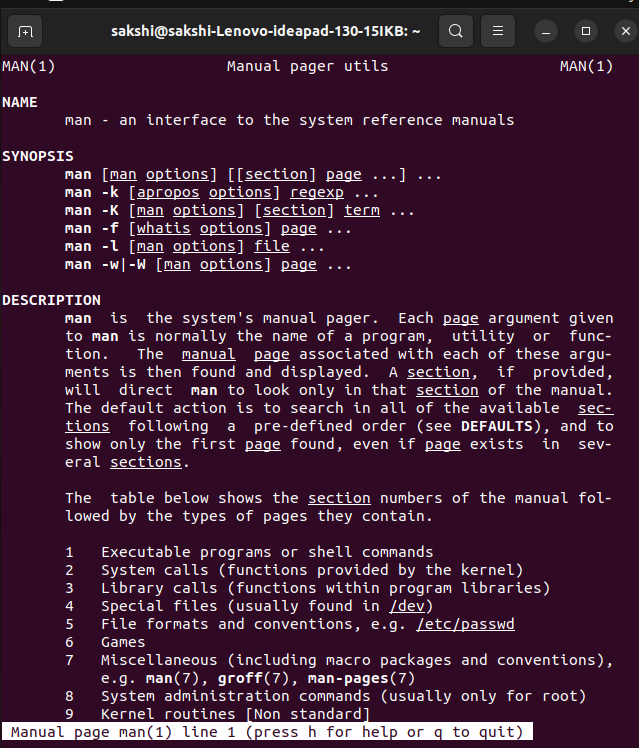 sakshi@sakshi-Lenovo-ideapad-130-15IKB: ~
MAN(1) Manual pager utils MAN(1)
NAME
man - an interface to the system reference manuals
SYNOPSIS
man [man options] [[section] page ...] ...
man -k [apropos options] regexp ...
man -K [man options] [section] term ...
man -f [whatis options] page ...
man -l [man options] file ...
man -w|-W [man options] page ...
DESCRIPTION
man is the system's manual pager. Each page argument given
to man is normally the name of a program, utility or func-
tion. The manual page associated with each of these argu-
ments is then found and displayed. A section, if provided,
will direct man to look only in that section of the manual.
The default action is to search in all of the available sec-
tions following a pre-defined order (see DEFAULTS), and to
show only the first page found, even if page exists in sev-
eral sections.
The table below shows the section numbers of the manual fol-
lowed by the types of pages they contain.
1 Executable programs or shell commands
2 System calls (functions provided by the kernel)
3 Library calls (functions within program libraries)
4 Special files (usually found in /dev)
5 File formats and conventions, e.g. /etc/passwd
6 Games
7 Miscellaneous (including macro packages and conventions),
e.g. man(7), groff(7), man-pages(7)
8 System administration commands (usually only for root)
9 Kernel routines [Non standard]
Manual page man(1) line 1 (press h for help or q to quit)